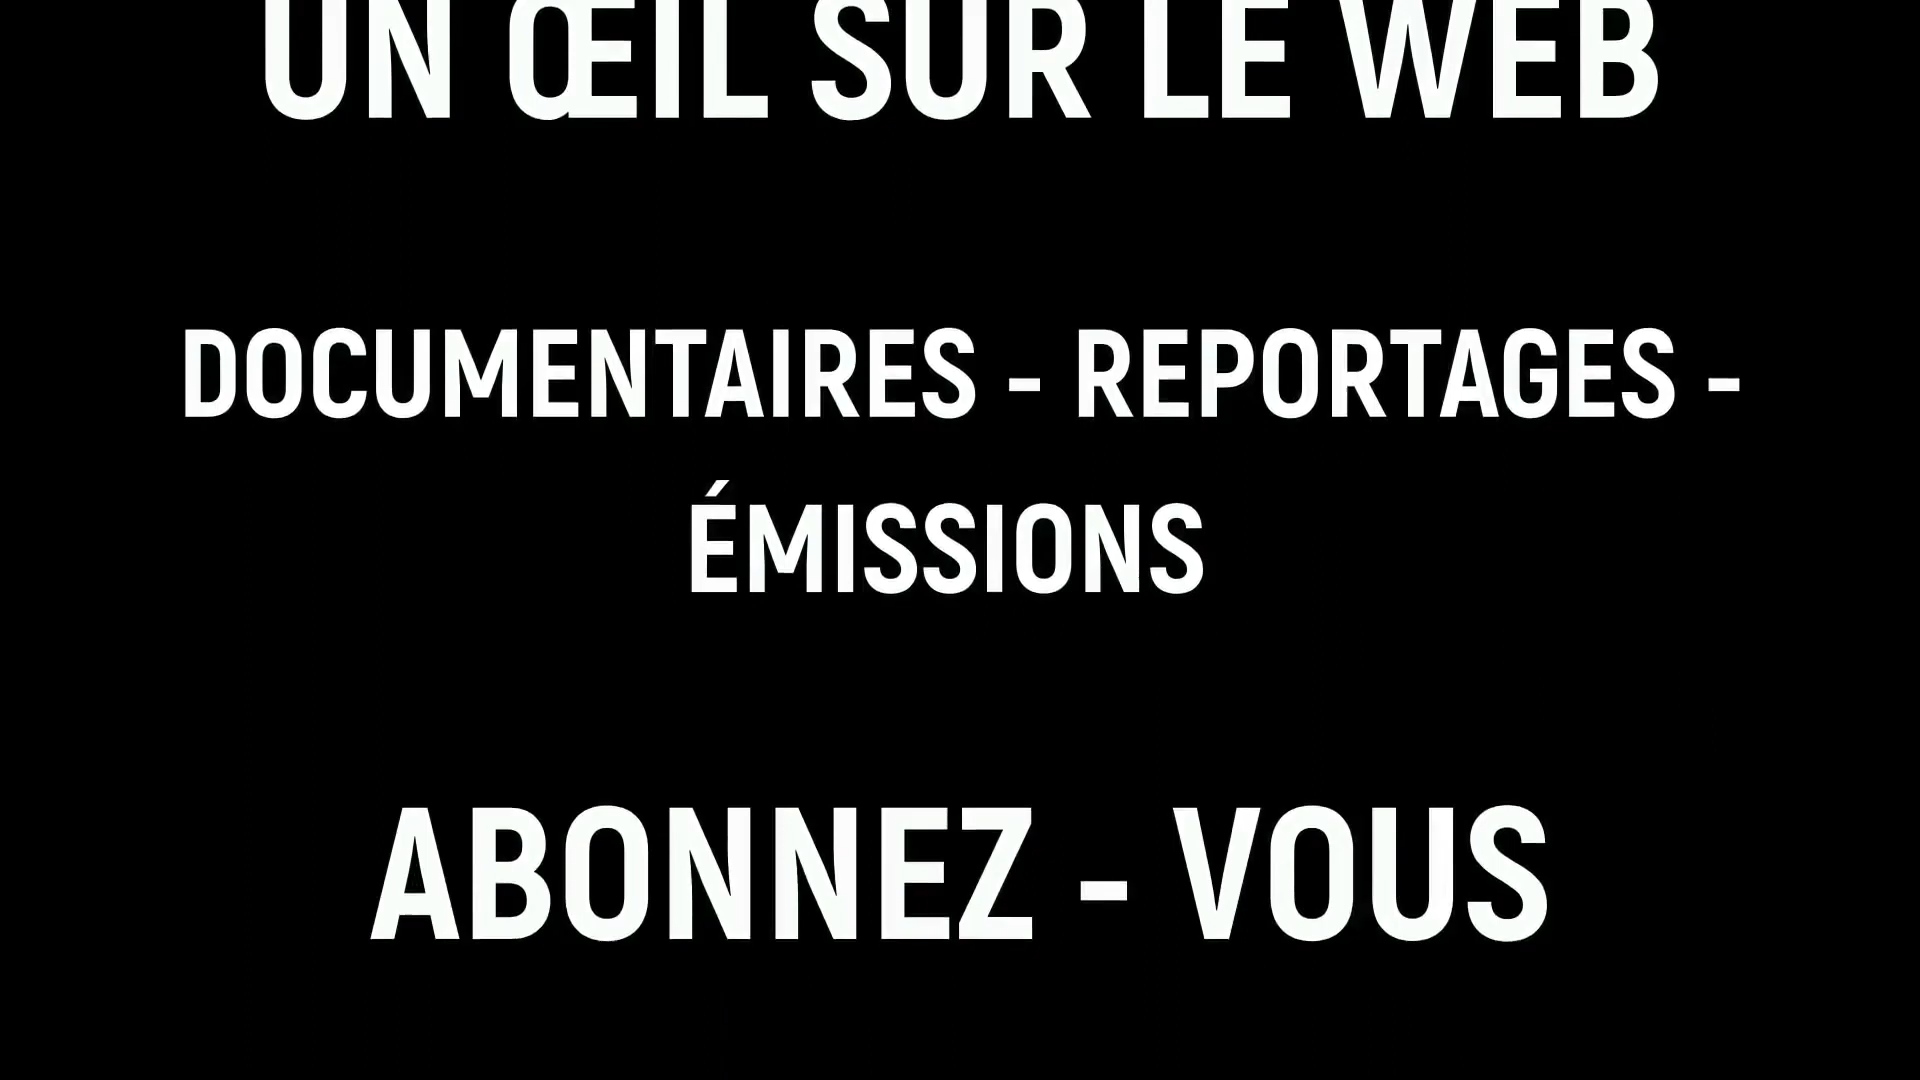 UN ŒIL SUR LE WEB
DOCUMENTAIRES - REPORTAGES -
ÉMISSIONS
ABONNEZ - VOUS